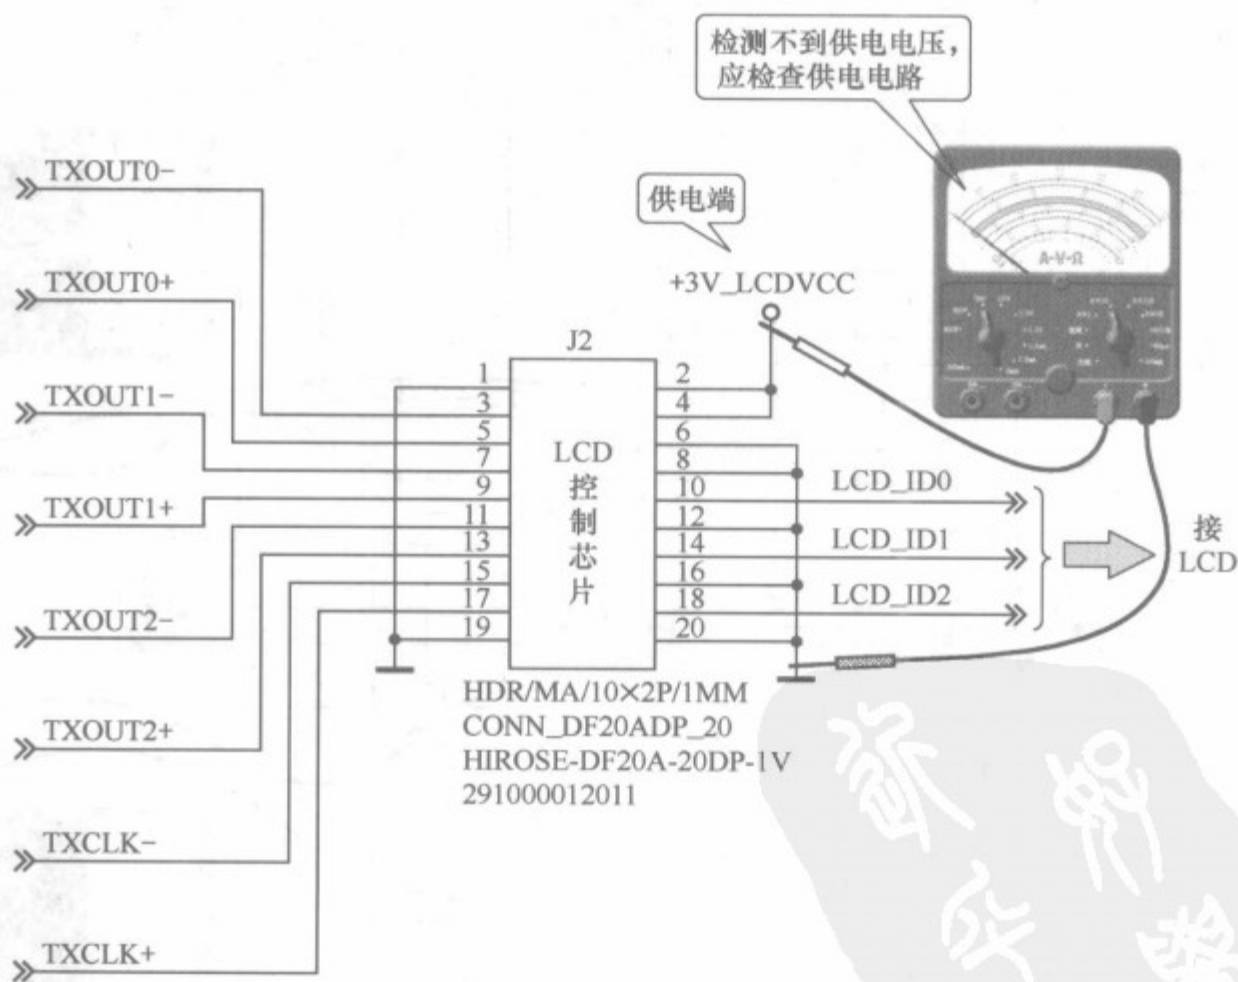 检测不到供电电压，
应检查供电电路
供电端
+3V_LCDVCC
A-V-Ω
TXOUT0−
TXOUT0+
TXOUT1−
TXOUT1+
TXOUT2−
TXOUT2+
TXCLK−
TXCLK+
J2
1
3
5
7
9
11
13
15
17
19
LCD
控
制
芯
片
2
4
6
8
10
12
14
16
18
20
LCD_ID0
LCD_ID1
LCD_ID2
接
LCD
HDR/MA/10×2P/1MM
CONN_DF20ADP_20
HIROSE-DF20A-20DP-1V
291000012011